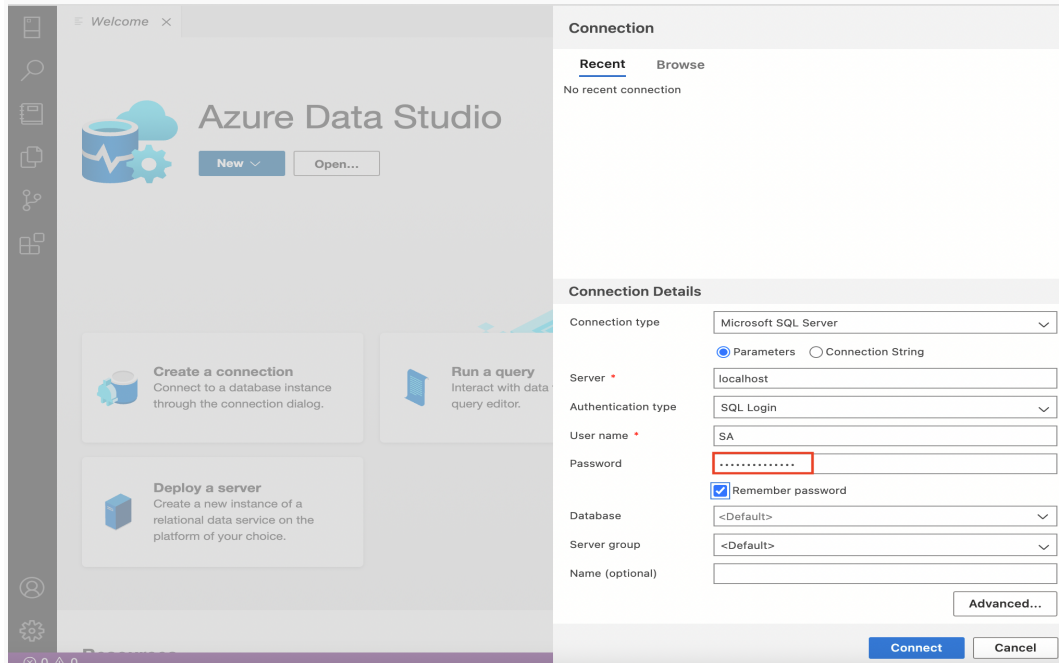 Welcome
Azure Data Studio
New
Open...
Create a connection
Connect to a database instance
through the connection dialog.
Run a query
Interact with data
query editor.
Deploy a server
Create a new instance of a
relational data service on the
platform of your choice.
Resources
0 0
Connection
Recent Browse
No recent connection
Connection Details
Connection type Microsoft SQL Server
Parameters Connection String
Server * localhost
Authentication type SQL Login
User name * SA
Password ..............
Remember password
Database <Default>
Server group <Default>
Name (optional)
Advanced...
Connect Cancel